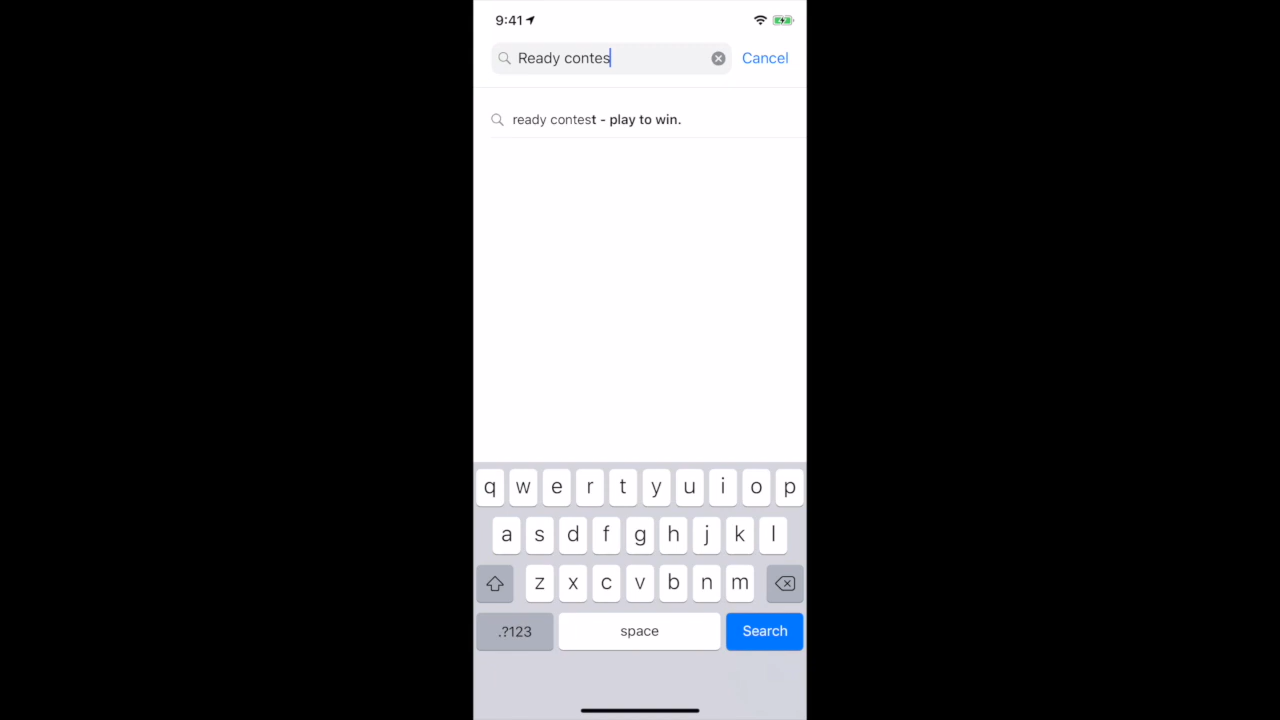 9:41
Ready contes
Cancel
ready contest - play to win.
q w e r t y u i o p
a s d f g h j k l
z x c v b n m
.?123 space Search